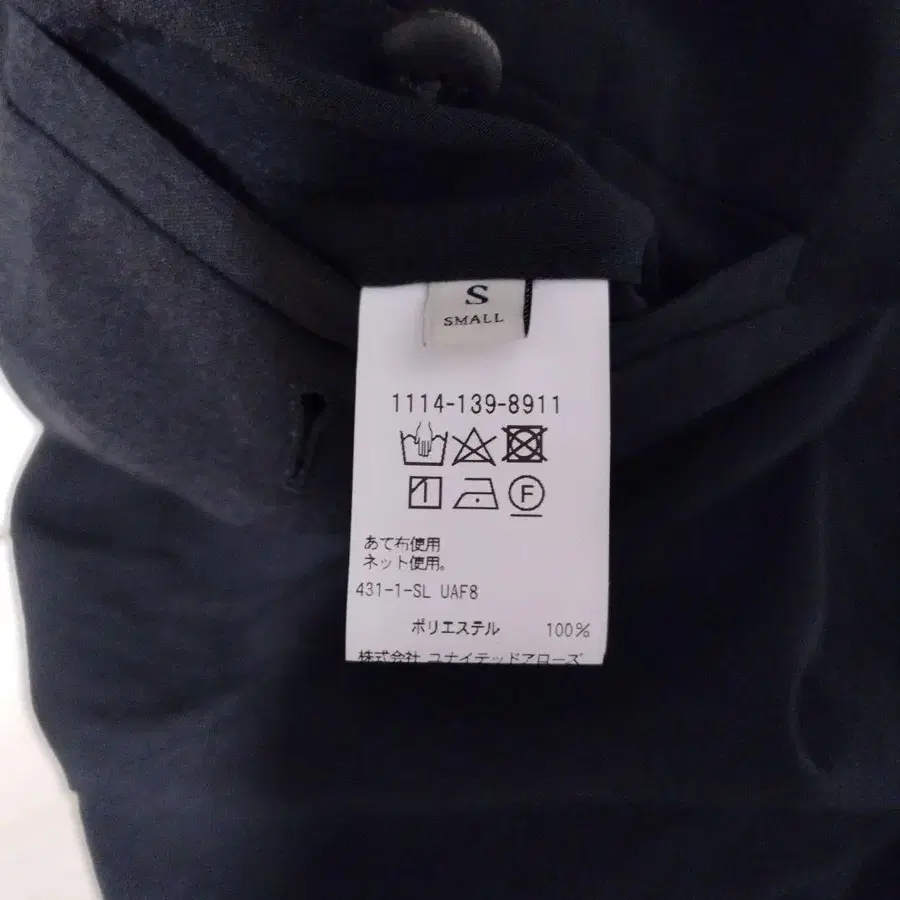 S
SMALL
1114-139-8911
F
あて布使用
ネット使用。
431-1-SL UAF8
ポリエステル 100%
株式会社 ユナイテッドアローズ